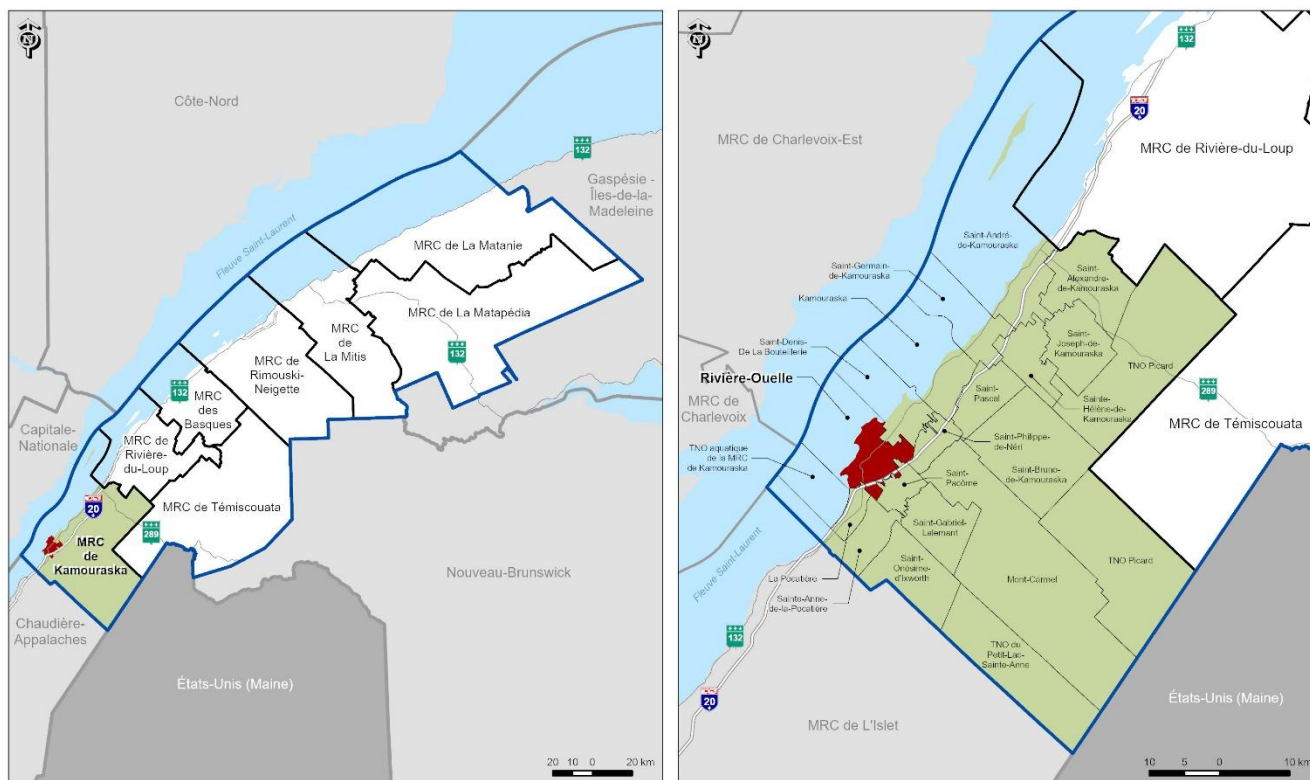 N
Côte-Nord
132
Gaspésie -
Îles-de-la-
Madeleine
Fleuve Saint-Laurent
MRC de La Matanie
MRC de La Matapédia
MRC
de
La Mitis
132
MRC de
Rimouski-
Neigette
132
MRC
des
Basques
Capitale-
Nationale
MRC de
Rivière-
du-Loup
MRC de Témiscouata
20
289
MRC
de
Kamouraska
Nouveau-Brunswick
Chaudière-
Appalaches
États-Unis (Maine)
20 10 0 20 km
N
132
20
MRC de Charlevoix-Est
MRC de Rivière-du-Loup
Saint-André-
de-Kamouraska
Saint-Germain-
de-Kamouraska
Saint-
Alexandre-
de-Kamouraska
Kamouraska
Saint-
Joseph-de-
Kamouraska
Saint-Denis-
De La Bouteillerie
TNO Picard
Rivière-Ouelle
Saint-
Pascal
289
Sainte-
Hélène-de-
Kamouraska
MRC de
Charlevoix
MRC de Témiscouata
Saint-Philippe-
de-Néri
TNO aquatique
de la MRC
de Kamouraska
Saint-
Pacôme
Saint-Bruno-
de-Kamouraska
Saint-Gabriel-
Lalemant
Fleuve Saint-Laurent
Saint-
Onésime-
d'Ixworth
TNO Picard
La Pocatière
Mont-Carmel
Sainte-Anne-
de-la-Pocatière
132
TNO du
Petit-Lac-
Sainte-Anne
20
États-Unis (Maine)
MRC de L'Islet
10 5 0 10 km